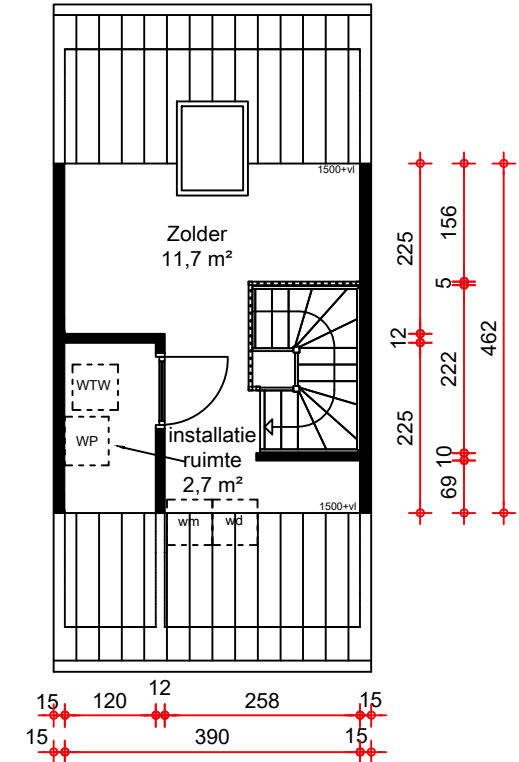 1500+vl
Zolder
11,7 m²
WTW
WP
installatie
ruimte
2,7 m²
1500+vl
wm
wd
225
12
225
156
5
222
10
69
462
15
120
12
258
15
15
390
15